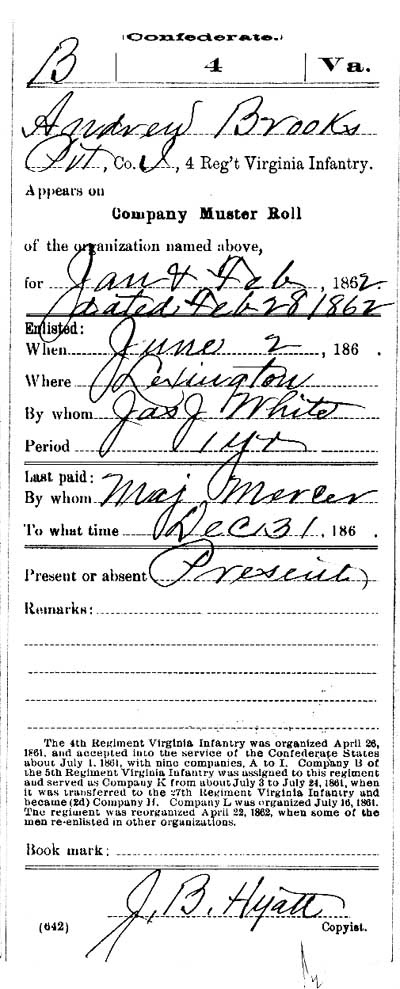 Confederate.
B | 4 | Va.
Andrew Brooks
Pvt, Co. I, 4 Reg't Virginia Infantry.
Appears on
Company Muster Roll
of the organization named above,
for Jan & Feb, 1862.
dated Feb 28 1862
Enlisted:
When June 2, 186 .
Where Lexington
By whom Jas J White
Period 1 yr
Last paid:
By whom Maj Mercer
To what time Dec 31, 186 .
Present or absent Present
Remarks:
The 4th Regiment Virginia Infantry was organized April 26,
1861, and accepted into the service of the Confederate States
about July 1, 1861, with nine companies, A to I. Company B of
the 5th Regiment Virginia Infantry was assigned to this regiment
and served as Company K from about July 3 to July 24, 1861, when
it was transferred to the 27th Regiment Virginia Infantry and
became (2d) Company H. Company L was organized July 16, 1861.
The regiment was reorganized April 22, 1862, when some of the
men re-enlisted in other organizations.
Book mark:
J. B. Hyatt
(642) Copyist.